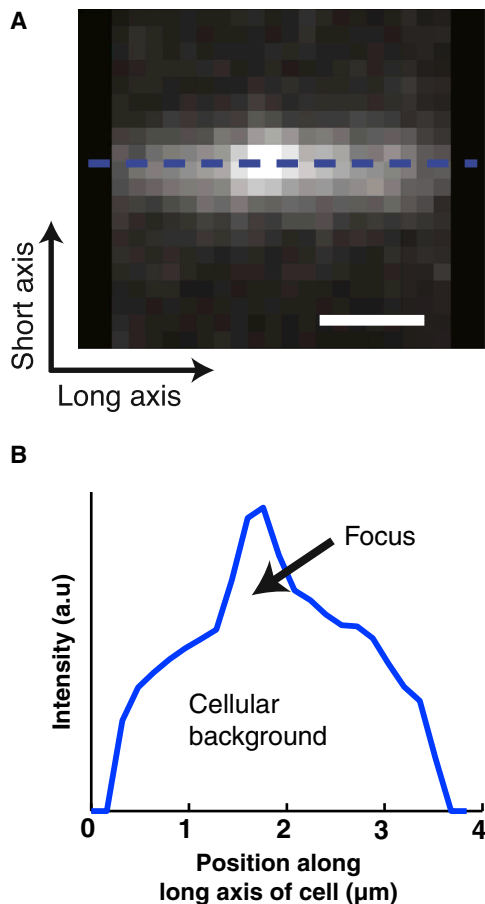 A
Short axis
Long axis
B
Focus
Cellular
background
Intensity (a.u)
0 1 2 3 4
Position along
long axis of cell (μm)